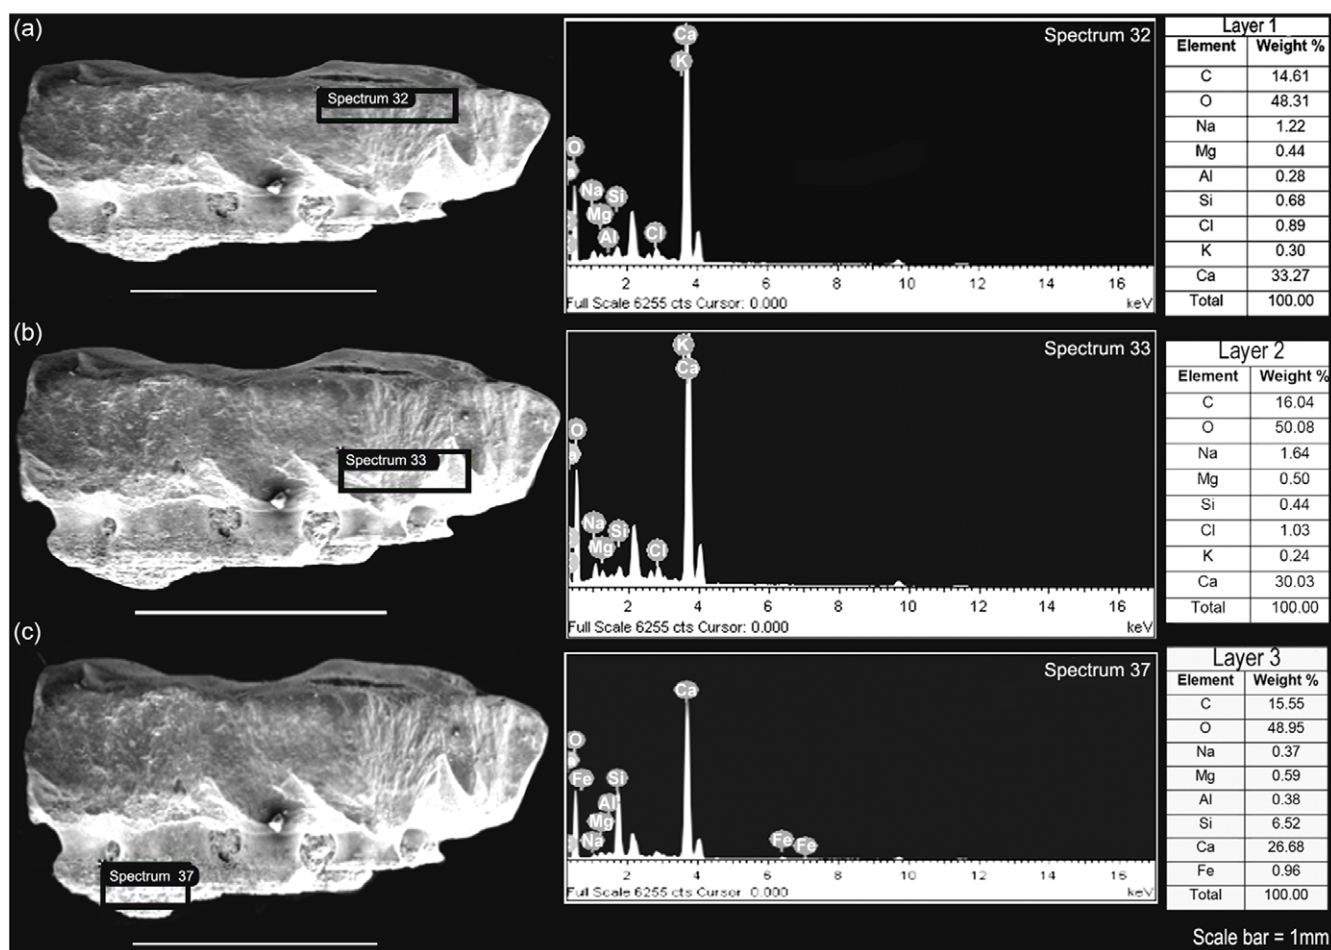 (a)
Spectrum 32
Spectrum 32
Ca
K
O
Na
Si
Mg
Al
Cl
2 4 6 8 10 12 14 16
Full Scale 6255 cts Cursor: 0.000 keV
Layer 1
Element Weight %
C 14.61
O 48.31
Na 1.22
Mg 0.44
Al 0.28
Si 0.68
Cl 0.89
K 0.30
Ca 33.27
Total 100.00
(b)
Spectrum 33
Spectrum 33
K
Ca
O
Na
Si
Mg
Cl
2 4 6 8 10 12 14 16
Full Scale 6255 cts Cursor: 0.000 keV
Layer 2
Element Weight %
C 16.04
O 50.08
Na 1.64
Mg 0.50
Si 0.44
Cl 1.03
K 0.24
Ca 30.03
Total 100.00
(c)
Spectrum 37
Spectrum 37
Ca
O
Fe
Si
Al
Mg
Na
Fe
Fe
2 4 6 8 10 12 14 16
Full Scale 6255 cts Cursor: 0.000 keV
Layer 3
Element Weight %
C 15.55
O 48.95
Na 0.37
Mg 0.59
Al 0.38
Si 6.52
Ca 26.68
Fe 0.96
Total 100.00
Scale bar = 1mm